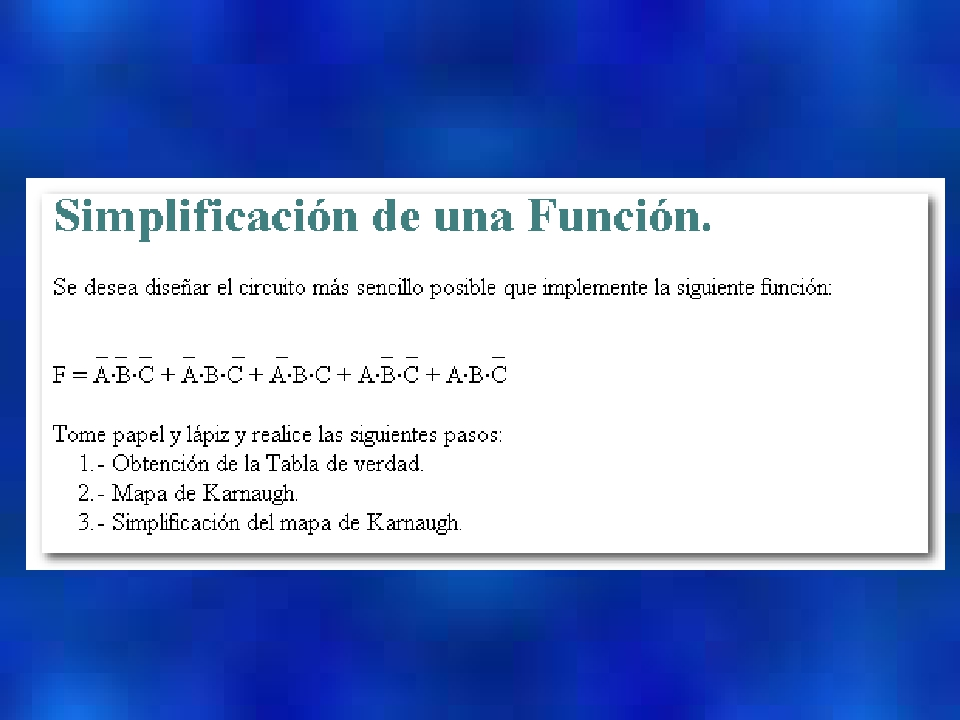 Simplificación de una Función.
Se desea diseñar el circuito más sencillo posible que implemente la siguiente función:
F = A̅·B̅·C̅ + A̅·B·C̅ + A̅·B·C + A·B̅·C̅ + A·B·C̅
Tome papel y lápiz y realice las siguientes pasos:
1.- Obtención de la Tabla de verdad.
2.- Mapa de Karnaugh.
3.- Simplificación del mapa de Karnaugh.